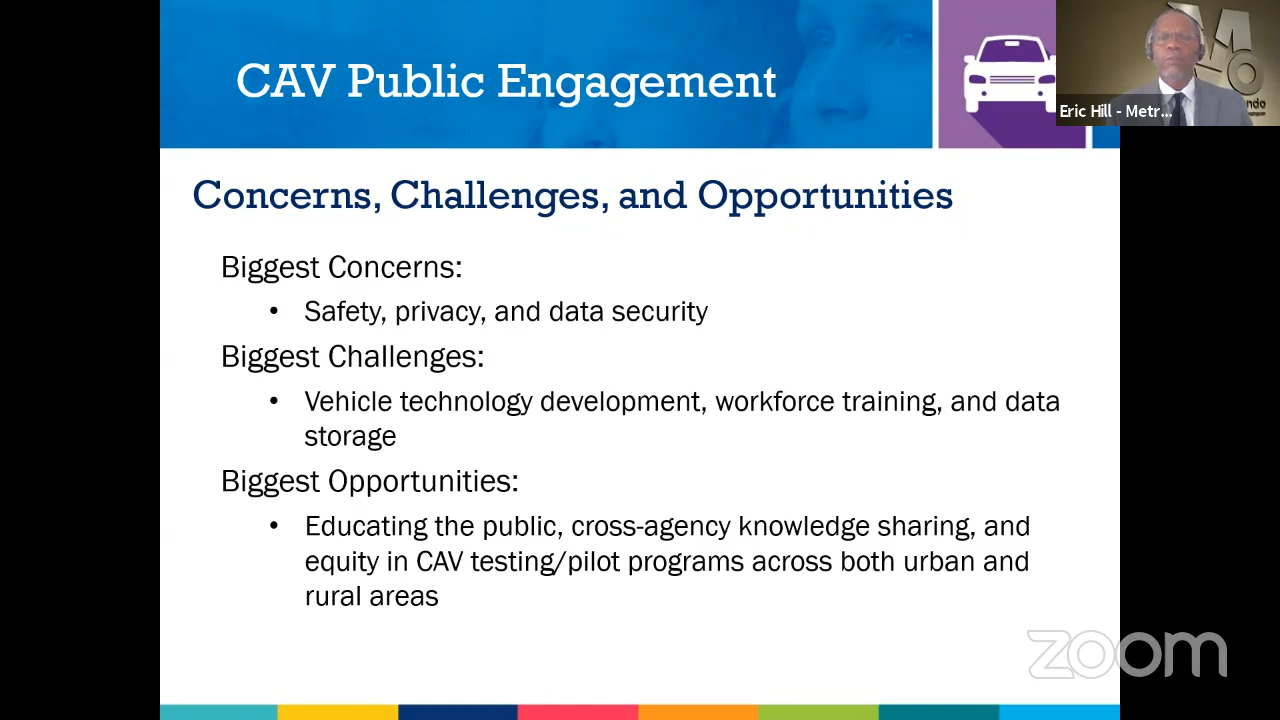 CAV Public Engagement
Eric Hill - Metr...
Concerns, Challenges, and Opportunities
Biggest Concerns:
• Safety, privacy, and data security
Biggest Challenges:
• Vehicle technology development, workforce training, and data
storage
Biggest Opportunities:
• Educating the public, cross-agency knowledge sharing, and
equity in CAV testing/pilot programs across both urban and
rural areas
zoom